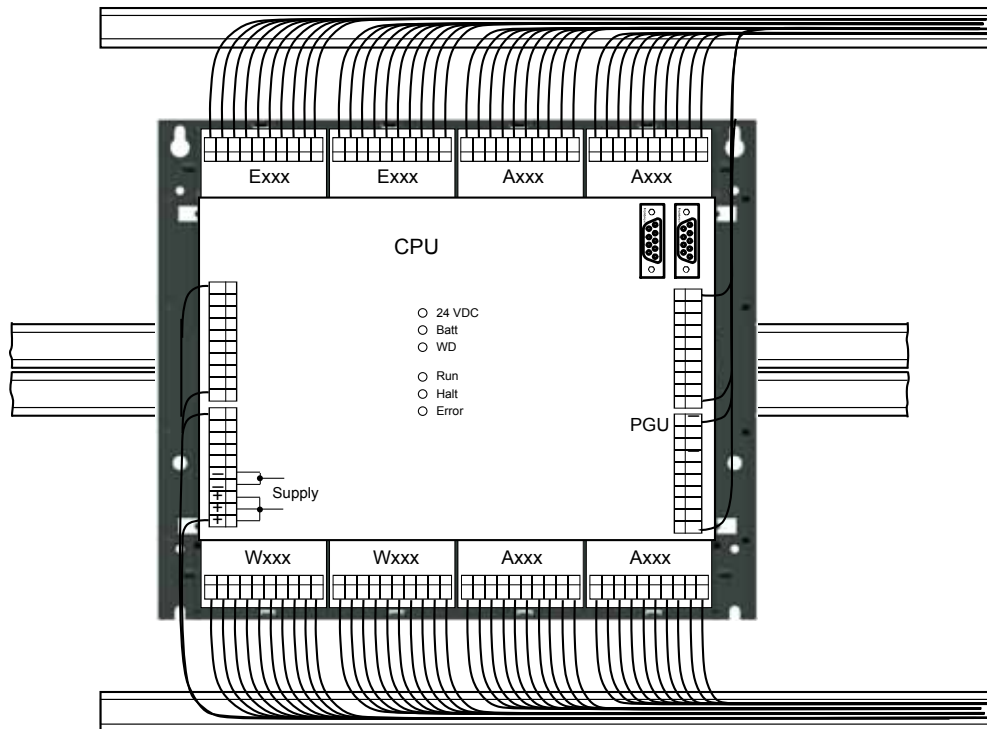 Exxx Exxx Axxx Axxx
CPU
24 VDC
Batt
WD
Run
Halt
Error
PGU
–
–
+
+
+
Supply
Wxxx Wxxx Axxx Axxx